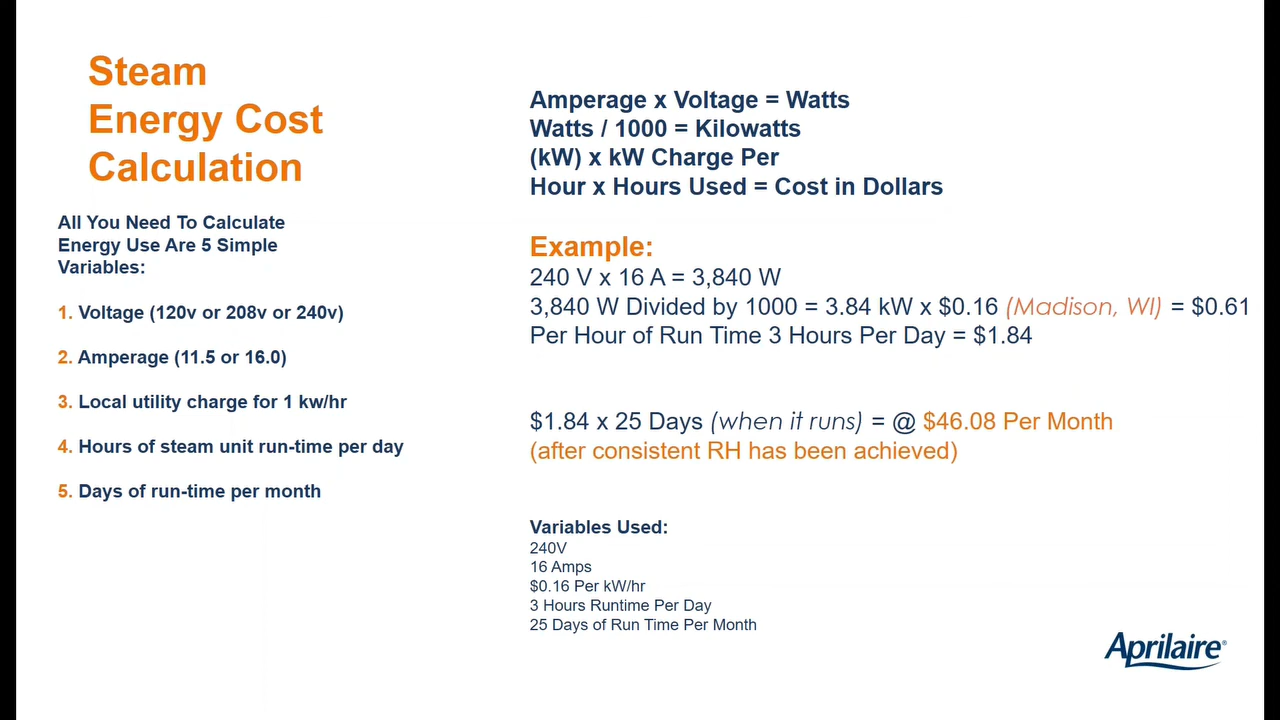 Steam
Energy Cost
Calculation
All You Need To Calculate
Energy Use Are 5 Simple
Variables:
1. Voltage (120v or 208v or 240v)
2. Amperage (11.5 or 16.0)
3. Local utility charge for 1 kw/hr
4. Hours of steam unit run-time per day
5. Days of run-time per month
Amperage x Voltage = Watts
Watts / 1000 = Kilowatts
(kW) x kW Charge Per
Hour x Hours Used = Cost in Dollars
Example:
240 V x 16 A = 3,840 W
3,840 W Divided by 1000 = 3.84 kW x $0.16 (Madison, WI) = $0.61
Per Hour of Run Time 3 Hours Per Day = $1.84
$1.84 x 25 Days (when it runs) = @ $46.08 Per Month
(after consistent RH has been achieved)
Variables Used:
240V
16 Amps
$0.16 Per kW/hr
3 Hours Runtime Per Day
25 Days of Run Time Per Month
Aprilaire®